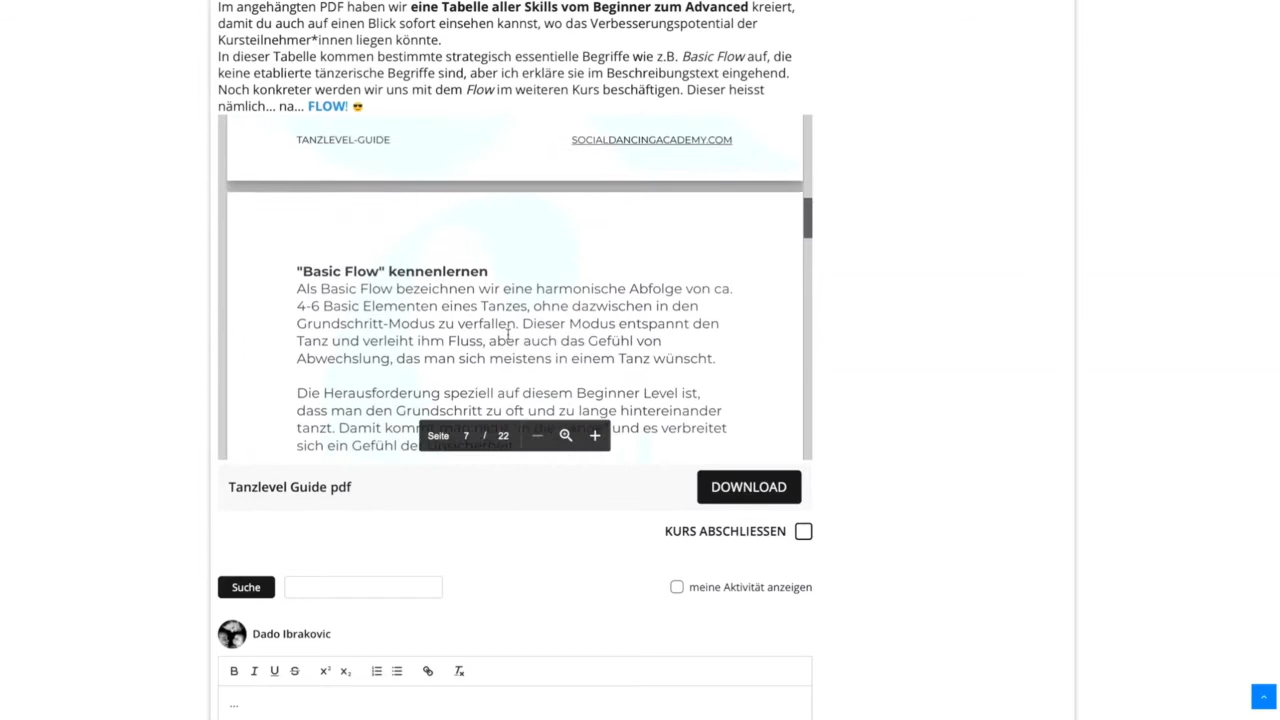 Im angehängten PDF haben wir eine Tabelle aller Skills vom Beginner zum Advanced kreiert,
damit du auch auf einen Blick sofort einsehen kannst, wo das Verbesserungspotential der
Kursteilnehmer*innen liegen könnte.
In dieser Tabelle kommen bestimmte strategisch essentielle Begriffe wie z.B. Basic Flow auf, die
keine etablierte tänzerische Begriffe sind, aber ich erkläre sie im Beschreibungstext eingehend.
Noch konkreter werden wir uns mit dem Flow im weiteren Kurs beschäftigen. Dieser heisst
nämlich... na... FLOW! 😎
TANZLEVEL-GUIDE SOCIALDANCINGACADEMY.COM
"Basic Flow" kennenlernen
Als Basic Flow bezeichnen wir eine harmonische Abfolge von ca.
4-6 Basic Elementen eines Tanzes, ohne dazwischen in den
Grundschritt-Modus zu verfallen. Dieser Modus entspannt den
Tanz und verleiht ihm Fluss, aber auch das Gefühl von
Abwechslung, das man sich meistens in einem Tanz wünscht.
Die Herausforderung speziell auf diesem Beginner Level ist,
dass man den Grundschritt zu oft und zu lange hintereinander
tanzt. Damit kommt und es verbreitet
sich ein Gefühl der
Seite 7 / 22
Tanzlevel Guide pdf DOWNLOAD
KURS ABSCHLIESSEN
Suche meine Aktivität anzeigen
Dado Ibrakovic
B I U S x² x₂
...